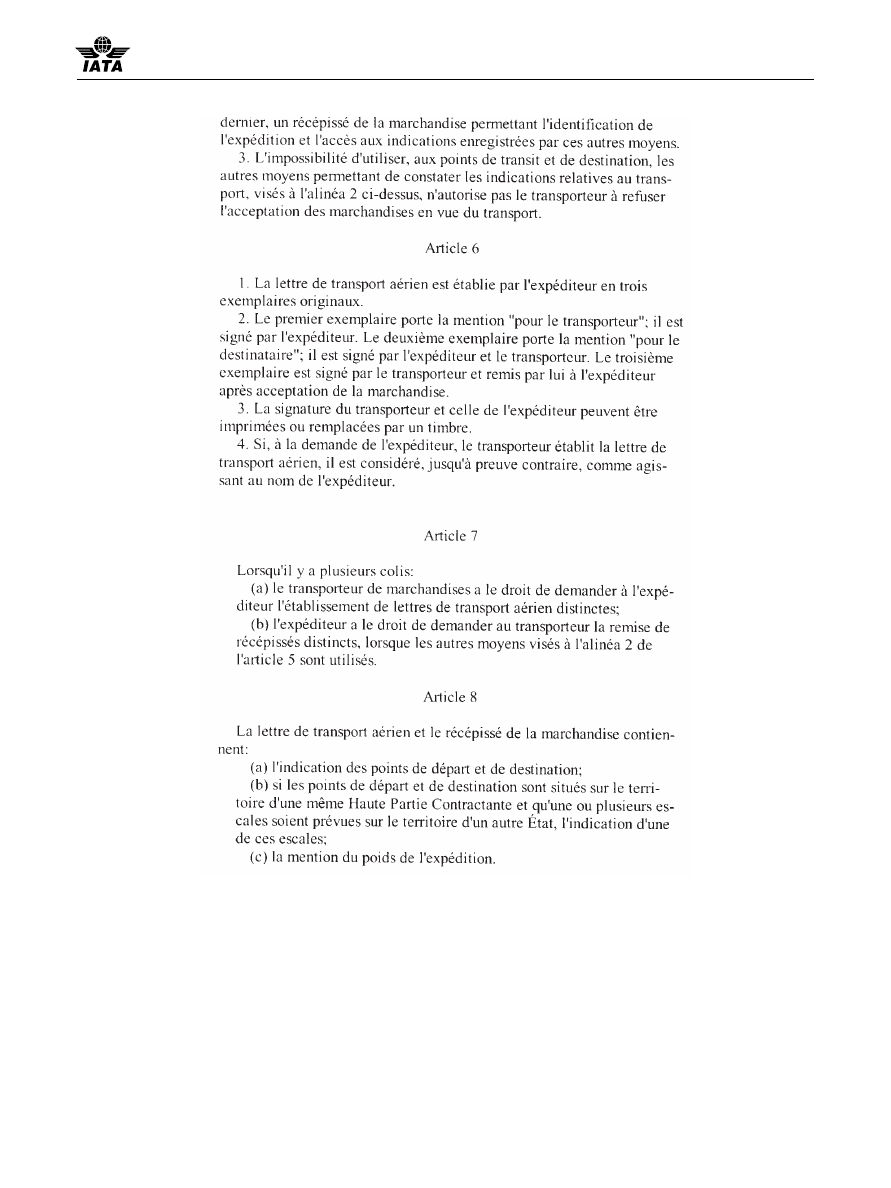 IATA
dernier, un récépissé de la marchandise permettant l'identification de
l'expédition et l'accès aux indications enregistrées par ces autres moyens.
3. L'impossibilité d'utiliser, aux points de transit et de destination, les
autres moyens permettant de constater les indications relatives au trans-
port, visés à l'alinéa 2 ci-dessus, n'autorise pas le transporteur à refuser
l'acceptation des marchandises en vue du transport.
Article 6
1. La lettre de transport aérien est établie par l'expéditeur en trois
exemplaires originaux.
2. Le premier exemplaire porte la mention "pour le transporteur"; il est
signé par l'expéditeur. Le deuxième exemplaire porte la mention "pour le
destinataire"; il est signé par l'expéditeur et le transporteur. Le troisième
exemplaire est signé par le transporteur et remis par lui à l'expéditeur
après acceptation de la marchandise.
3. La signature du transporteur et celle de l'expéditeur peuvent être
imprimées ou remplacées par un timbre.
4. Si, à la demande de l'expéditeur, le transporteur établit la lettre de
transport aérien, il est considéré, jusqu'à preuve contraire, comme agis-
sant au nom de l'expéditeur.
Article 7
Lorsqu'il y a plusieurs colis:
(a) le transporteur de marchandises a le droit de demander à l'expé-
diteur l'établissement de lettres de transport aérien distinctes;
(b) l'expéditeur a le droit de demander au transporteur la remise de
récépissés distincts, lorsque les autres moyens visés à l'alinéa 2 de
l'article 5 sont utilisés.
Article 8
La lettre de transport aérien et le récépissé de la marchandise contien-
nent:
(a) l'indication des points de départ et de destination;
(b) si les points de départ et de destination sont situés sur le terri-
toire d'une même Haute Partie Contractante et qu'une ou plusieurs es-
cales soient prévues sur le territoire d'un autre État, l'indication d'une
de ces escales;
(c) la mention du poids de l'expédition.